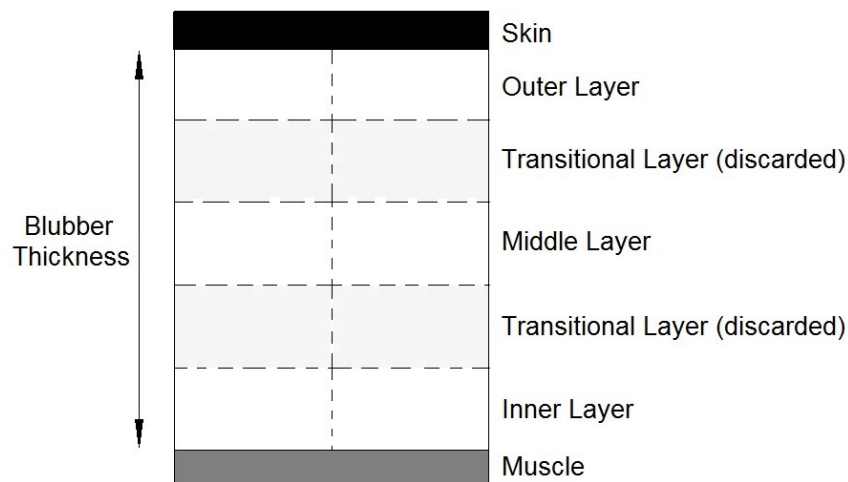 Skin
Outer Layer
Transitional Layer (discarded)
Blubber
Thickness
Middle Layer
Transitional Layer (discarded)
Inner Layer
Muscle